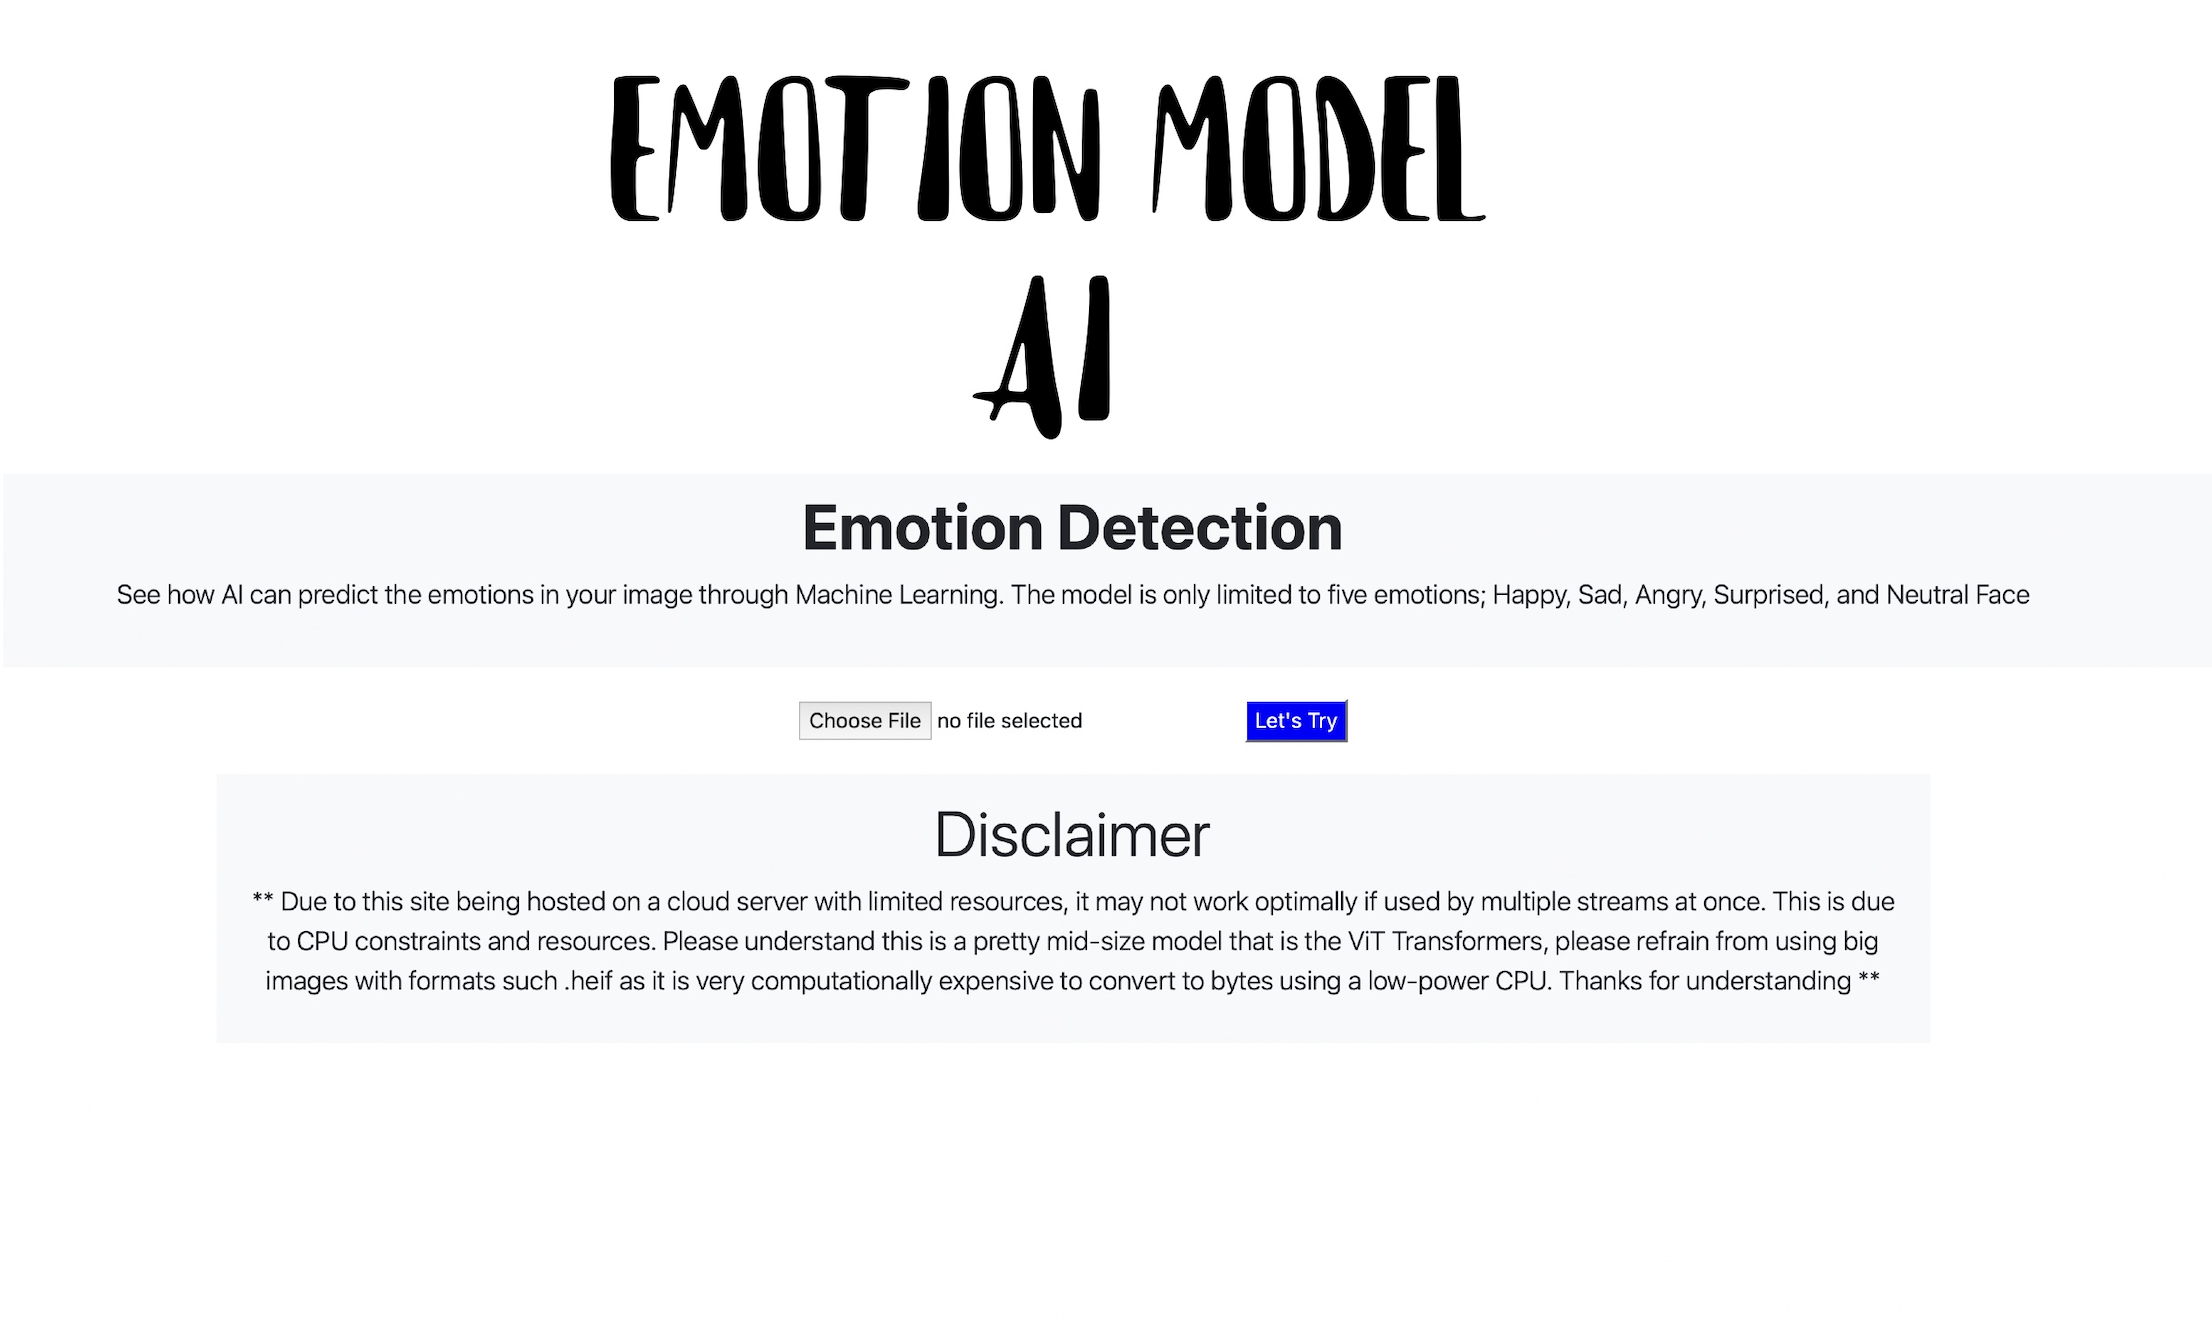 EMOTION MODEL
AI
Emotion Detection
See how AI can predict the emotions in your image through Machine Learning. The model is only limited to five emotions; Happy, Sad, Angry, Surprised, and Neutral Face
Choose File no file selected Let's Try
Disclaimer
** Due to this site being hosted on a cloud server with limited resources, it may not work optimally if used by multiple streams at once. This is due
to CPU constraints and resources. Please understand this is a pretty mid-size model that is the ViT Transformers, please refrain from using big
images with formats such .heif as it is very computationally expensive to convert to bytes using a low-power CPU. Thanks for understanding **